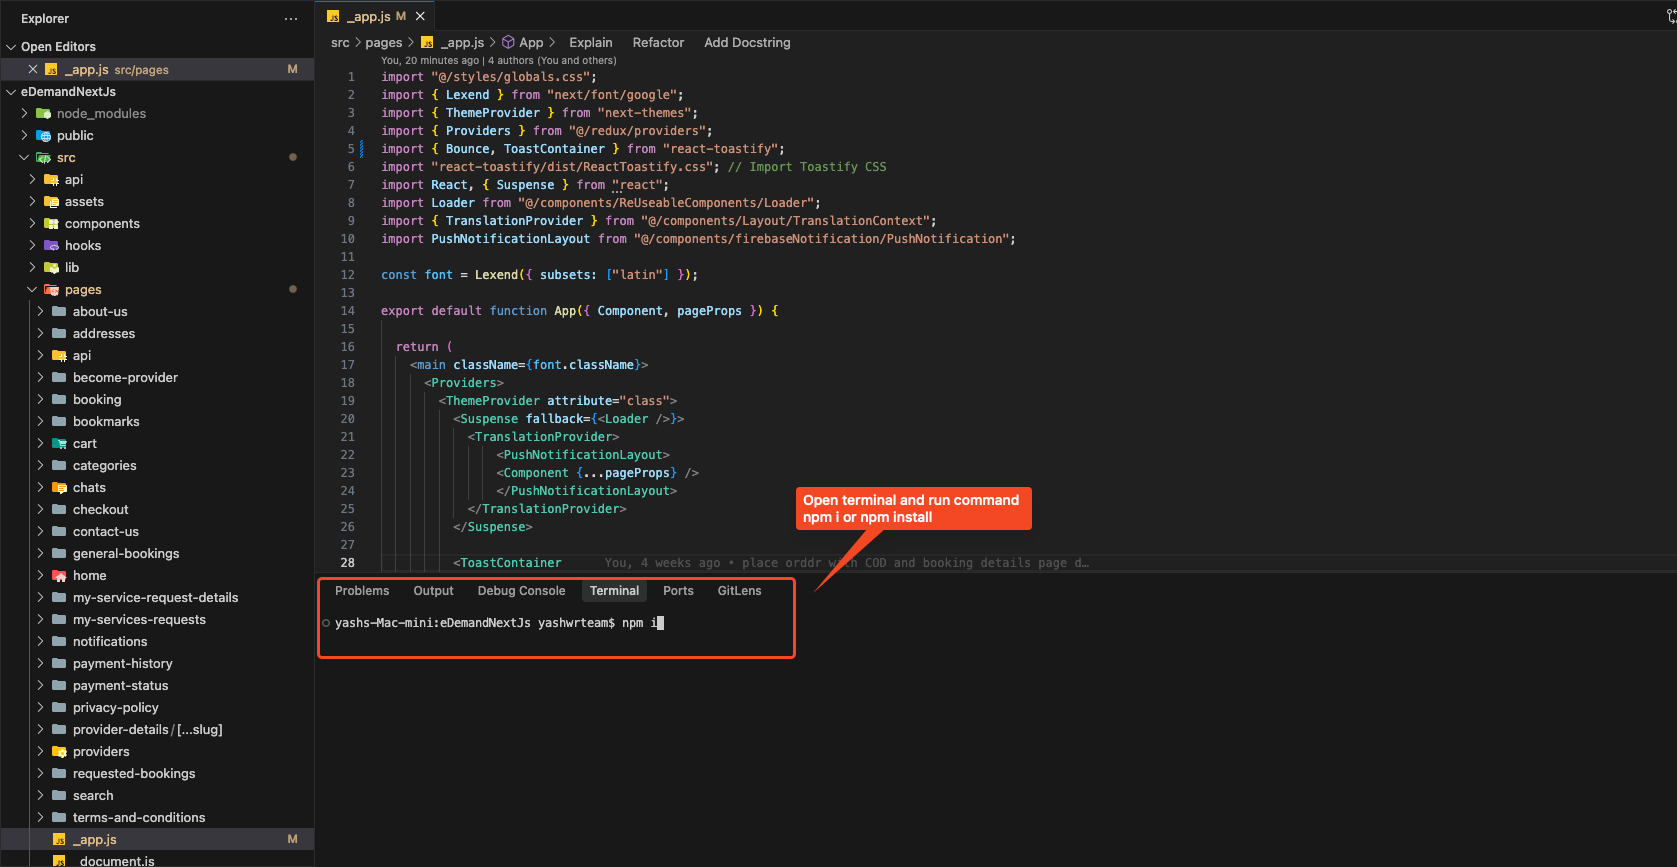 Explorer
Open Editors
_app.js src/pages M
eDemandNextJs
node_modules
public
src
api
assets
components
hooks
lib
pages
about-us
addresses
api
become-provider
booking
bookmarks
cart
categories
chats
checkout
contact-us
general-bookings
home
my-service-request-details
my-services-requests
notifications
payment-history
payment-status
privacy-policy
provider-details/[...slug]
providers
requested-bookings
search
terms-and-conditions
_app.js M
_document.js
_app.js M
src > pages > _app.js > App > Explain Refactor Add Docstring
You, 20 minutes ago | 4 authors (You and others)
1 import "@/styles/globals.css";
2 import { Lexend } from "next/font/google";
3 import { ThemeProvider } from "next-themes";
4 import { Providers } from "@/redux/providers";
5 import { Bounce, ToastContainer } from "react-toastify";
6 import "react-toastify/dist/ReactToastify.css"; // Import Toastify CSS
7 import React, { Suspense } from "react";
8 import Loader from "@/components/ReUseableComponents/Loader";
9 import { TranslationProvider } from "@/components/Layout/TranslationContext";
10 import PushNotificationLayout from "@/components/firebaseNotification/PushNotification";
11
12 const font = Lexend({ subsets: ["latin"] });
13
14 export default function App({ Component, pageProps }) {
15
16 return (
17 <main className={font.className}>
18 <Providers>
19 <ThemeProvider attribute="class">
20 <Suspense fallback={<Loader />}>
21 <TranslationProvider>
22 <PushNotificationLayout>
23 <Component {...pageProps} />
24 </PushNotificationLayout>
25 </TranslationProvider>
26 </Suspense>
27
28 <ToastContainer You, 4 weeks ago • place orddr with COD and booking details page d…
Open terminal and run command
npm i or npm install
Problems Output Debug Console Terminal Ports GitLens
yashs-Mac-mini:eDemandNextJs yashwrteam$ npm i